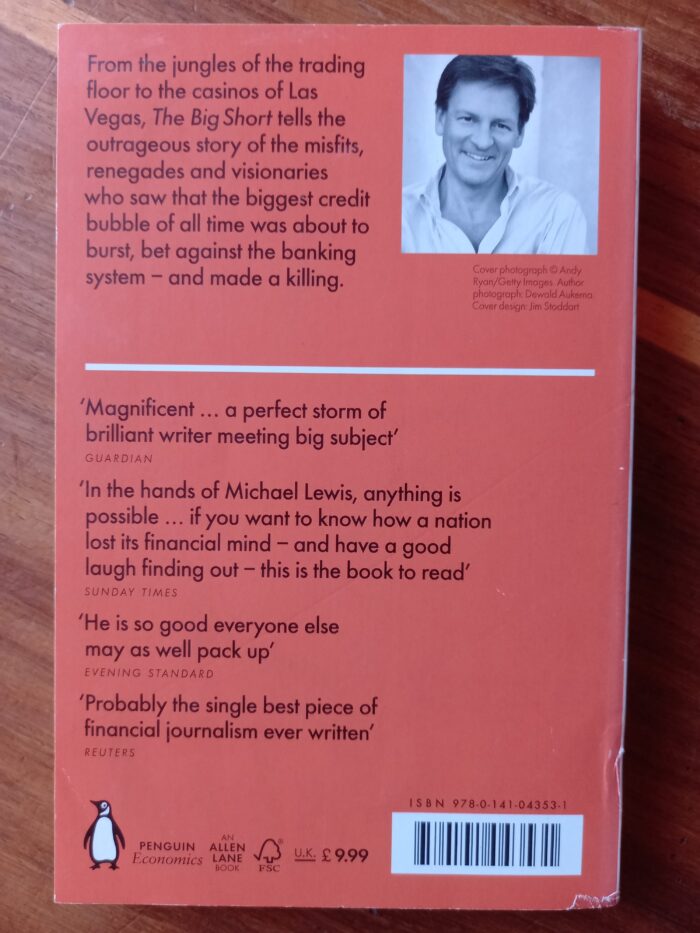 From the jungles of the trading
floor to the casinos of Las
Vegas, The Big Short tells the
outrageous story of the misfits,
renegades and visionaries
who saw that the biggest credit
bubble of all time was about to
burst, bet against the banking
system – and made a killing.
Cover photograph © Andy
Ryan/Getty Images. Author
photograph: Dewald Aukema.
Cover design: Jim Stoddart
‘Magnificent ... a perfect storm of
brilliant writer meeting big subject’
GUARDIAN
‘In the hands of Michael Lewis, anything is
possible ... if you want to know how a nation
lost its financial mind – and have a good
laugh finding out – this is the book to read’
SUNDAY TIMES
‘He is so good everyone else
may as well pack up’
EVENING STANDARD
‘Probably the single best piece of
financial journalism ever written’
REUTERS
ISBN 978-0-141-04353-1
PENGUIN
Economics
AN
ALLEN
LANE
BOOK
FSC
U.K. £9.99